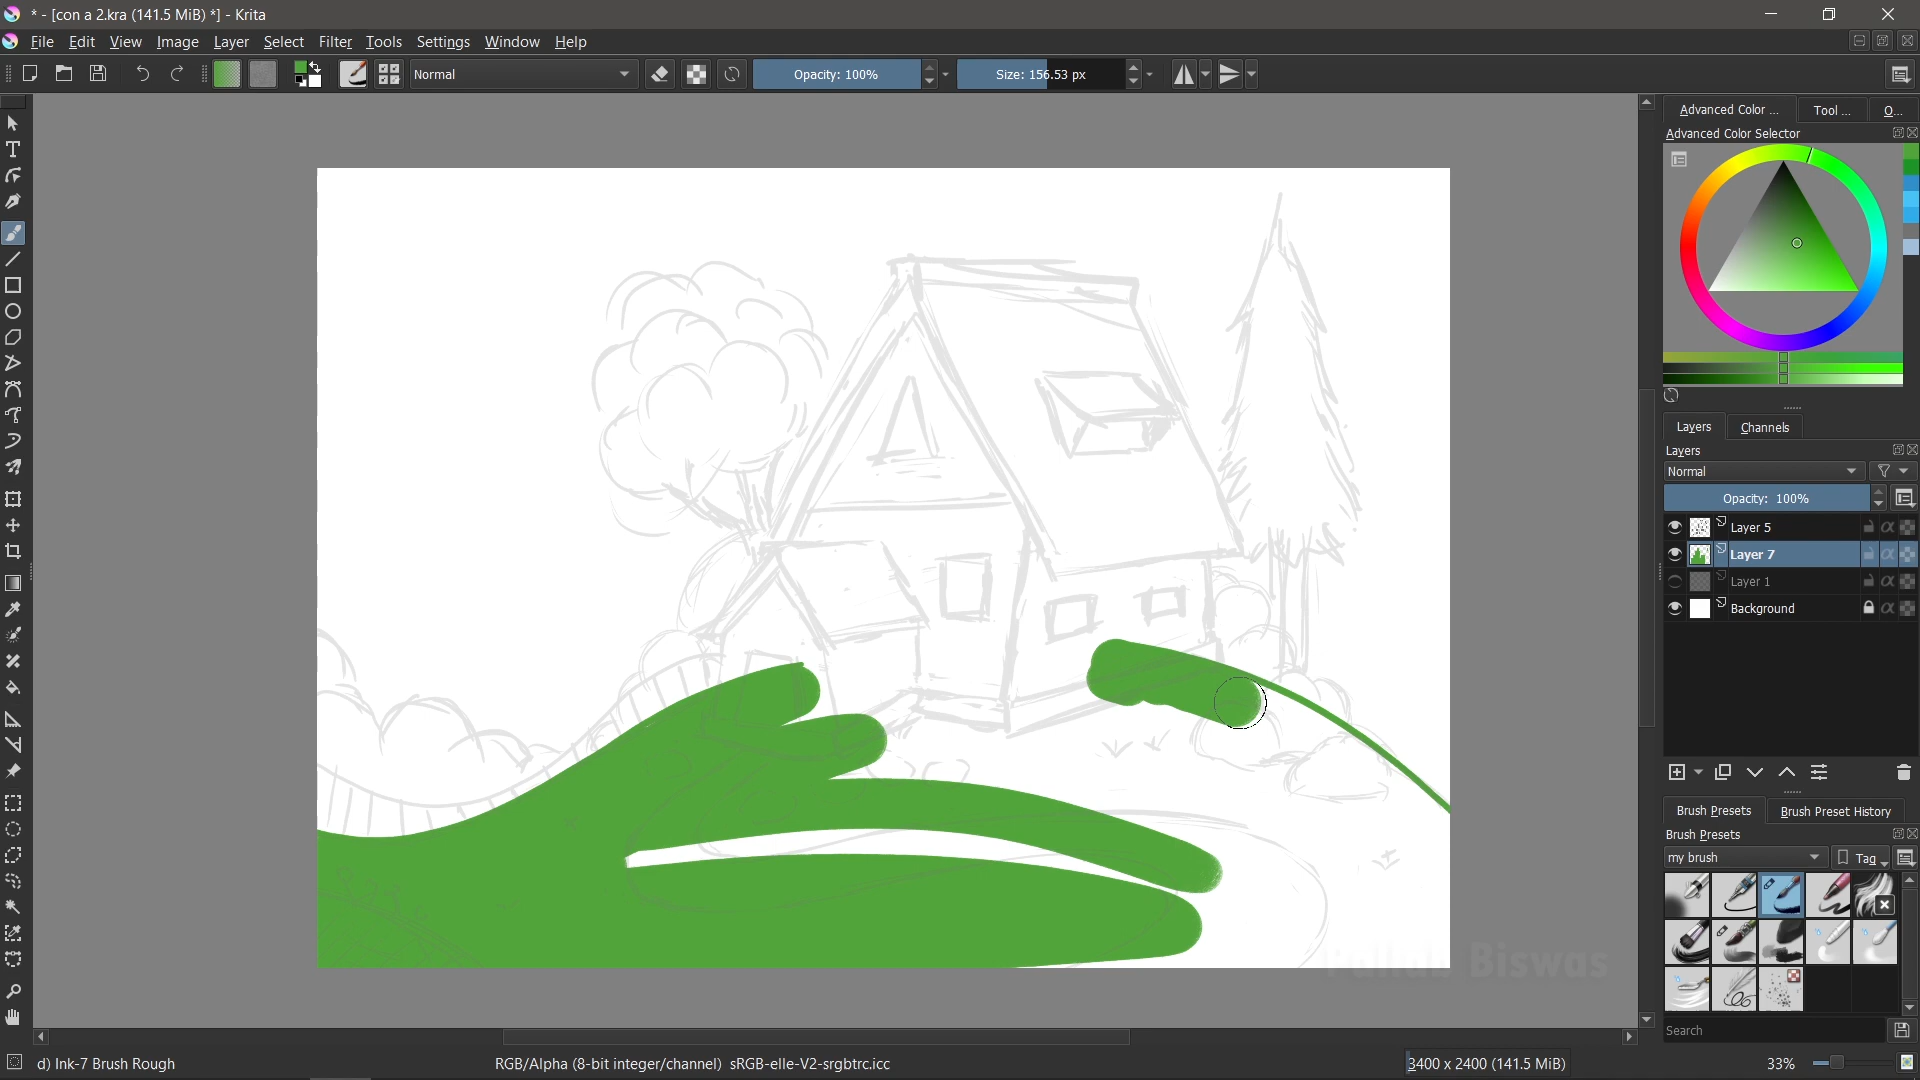 * - [con a 2.kra (141.5 MiB) *] - Krita
File Edit View Image Layer Select Filter Tools Settings Window Help
Normal Opacity: 100% Size: 156.53 px
Advanced Color ... Tool ... O...
Advanced Color Selector
Layers Channels
Layers
Normal
Opacity: 100%
Layer 5
Layer 7
Layer 1
Background
Brush Presets Brush Preset History
Brush Presets
my brush Tag
Search
Biswas
d) Ink-7 Brush Rough RGB/Alpha (8-bit integer/channel) sRGB-elle-V2-srgbtrc.icc 3400 x 2400 (141.5 MiB) 33%